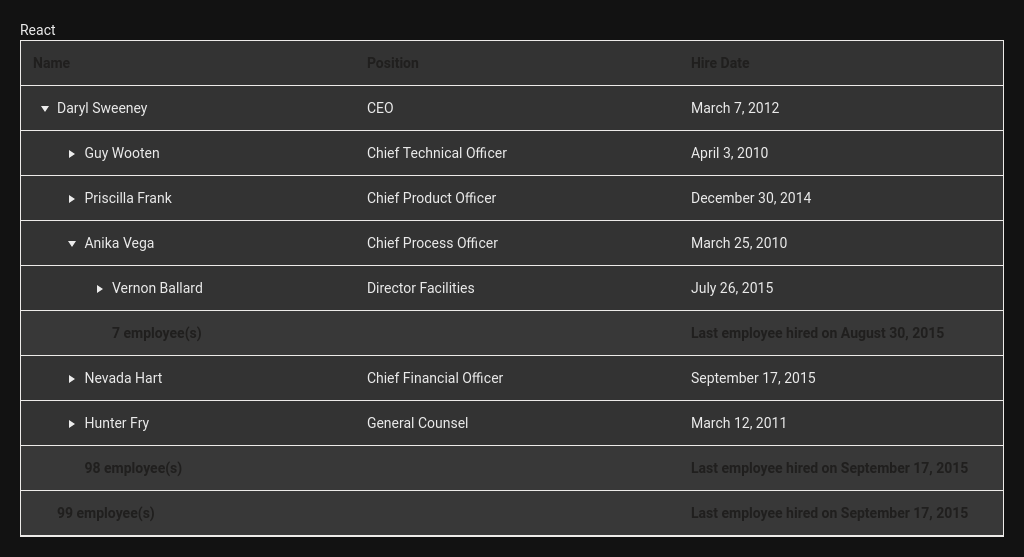 React
Name Position Hire Date
Daryl Sweeney CEO March 7, 2012
Guy Wooten Chief Technical Officer April 3, 2010
Priscilla Frank Chief Product Officer December 30, 2014
Anika Vega Chief Process Officer March 25, 2010
Vernon Ballard Director Facilities July 26, 2015
7 employee(s) Last employee hired on August 30, 2015
Nevada Hart Chief Financial Officer September 17, 2015
Hunter Fry General Counsel March 12, 2011
98 employee(s) Last employee hired on September 17, 2015
99 employee(s) Last employee hired on September 17, 2015